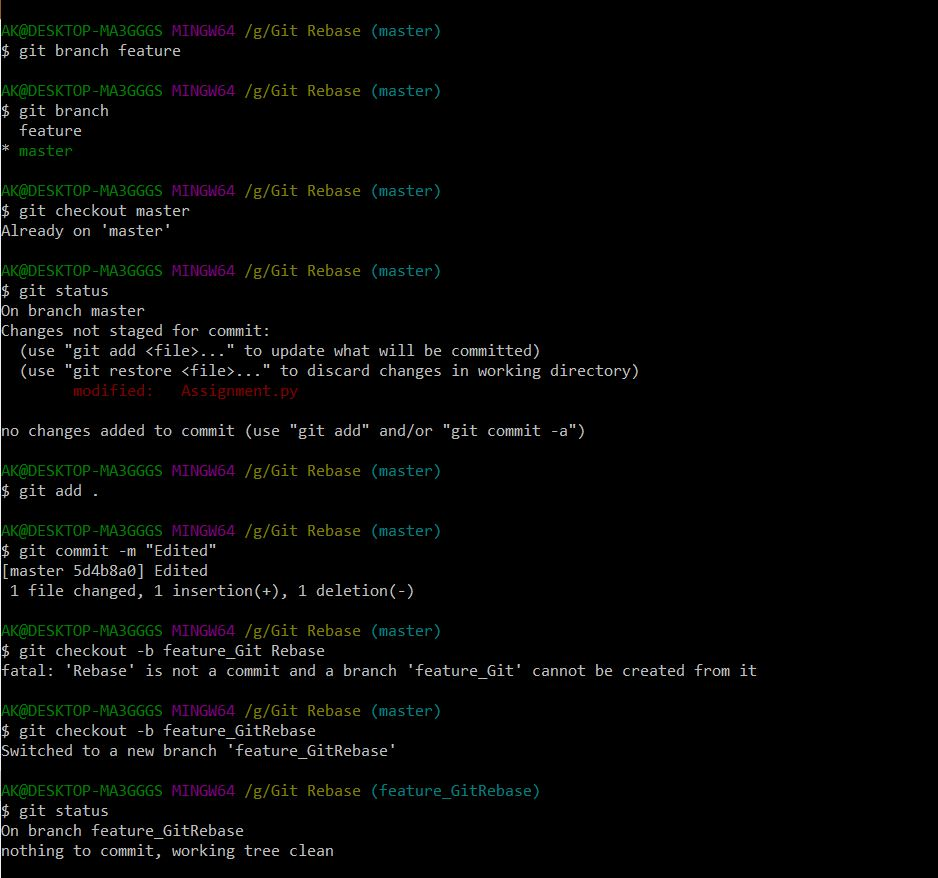 AK@DESKTOP-MA3GGGS MINGW64 /g/Git Rebase (master)
$ git branch feature
AK@DESKTOP-MA3GGGS MINGW64 /g/Git Rebase (master)
$ git branch
  feature
* master
AK@DESKTOP-MA3GGGS MINGW64 /g/Git Rebase (master)
$ git checkout master
Already on 'master'
AK@DESKTOP-MA3GGGS MINGW64 /g/Git Rebase (master)
$ git status
On branch master
Changes not staged for commit:
  (use "git add <file>..." to update what will be committed)
  (use "git restore <file>..." to discard changes in working directory)
        modified:   Assignment.py
no changes added to commit (use "git add" and/or "git commit -a")
AK@DESKTOP-MA3GGGS MINGW64 /g/Git Rebase (master)
$ git add .
AK@DESKTOP-MA3GGGS MINGW64 /g/Git Rebase (master)
$ git commit -m "Edited"
[master 5d4b8a0] Edited
 1 file changed, 1 insertion(+), 1 deletion(-)
AK@DESKTOP-MA3GGGS MINGW64 /g/Git Rebase (master)
$ git checkout -b feature_Git Rebase
fatal: 'Rebase' is not a commit and a branch 'feature_Git' cannot be created from it
AK@DESKTOP-MA3GGGS MINGW64 /g/Git Rebase (master)
$ git checkout -b feature_GitRebase
Switched to a new branch 'feature_GitRebase'
AK@DESKTOP-MA3GGGS MINGW64 /g/Git Rebase (feature_GitRebase)
$ git status
On branch feature_GitRebase
nothing to commit, working tree clean